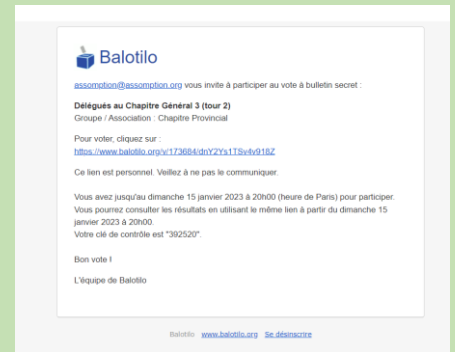 Balotilo
assomption@assomption.org vous invite à participer au vote à bulletin secret :
Délégués au Chapitre Général 3 (tour 2)
Groupe / Association : Chapitre Provincial
Pour voter, cliquez sur :
https://www.balotilo.org/v/173684/dnY2Ys1TSv4v918Z
Ce lien est personnel. Veillez à ne pas le communiquer.
Vous avez jusqu'au dimanche 15 janvier 2023 à 20h00 (heure de Paris) pour participer.
Vous pourrez consulter les résultats en utilisant le même lien à partir du dimanche 15
janvier 2023 à 20h00.
Votre clé de contrôle est "392520".
Bon vote !
L'équipe de Balotilo
Balotilo www.balotilo.org Se désinscrire